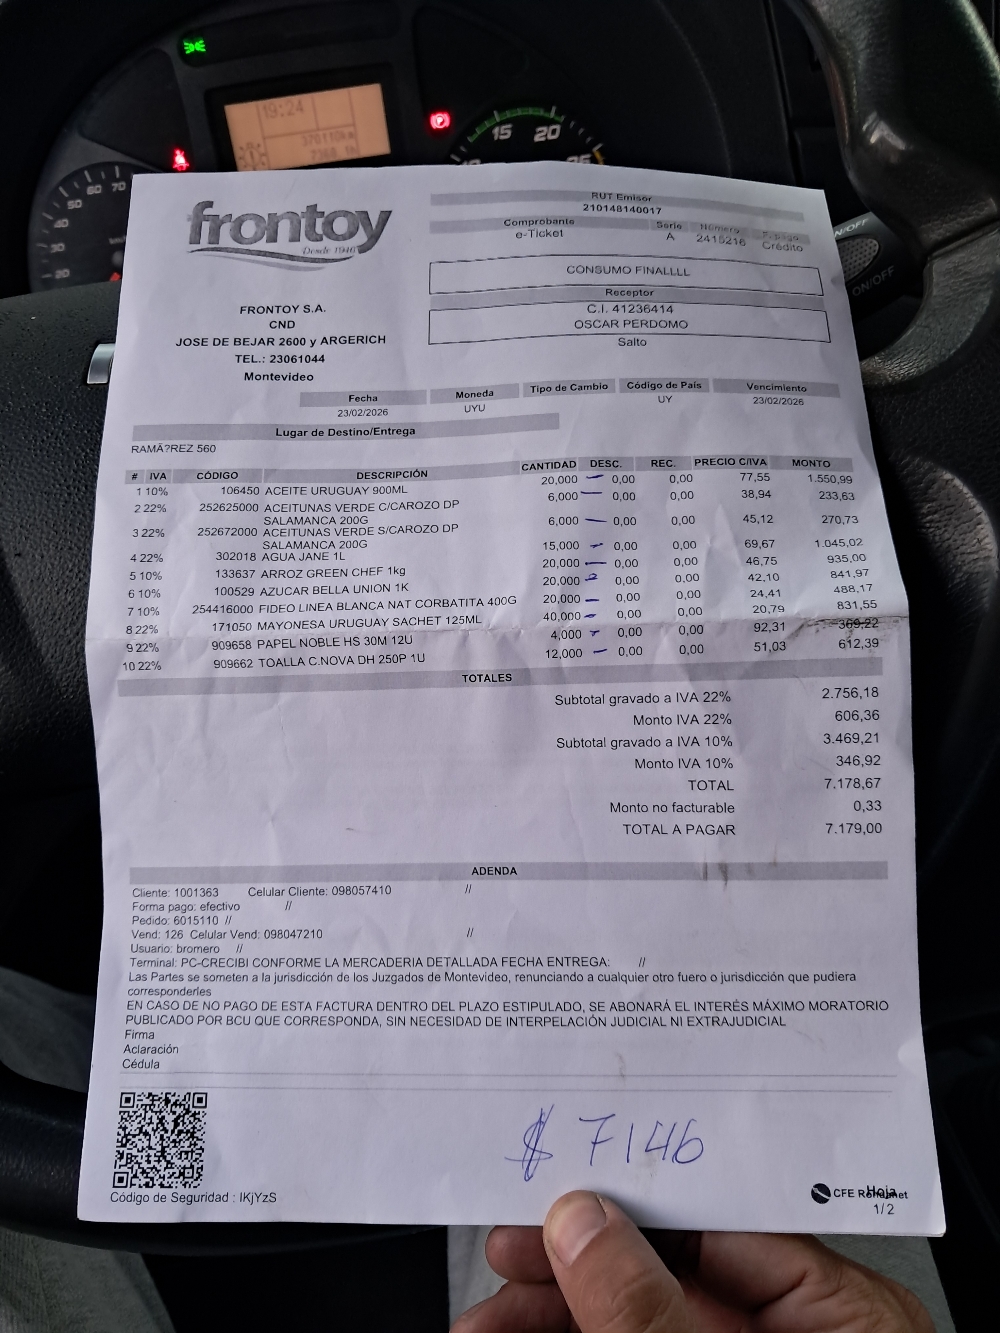 19:24
15 20
50 60 70
40
30
20
ON/OFF
ON/OFF
frontoy
Desde 1946
RUT Emisor
210148140017
Comprobante Serie Número
e-Ticket A 2415216 Crédito
CONSUMO FINALLLL
Receptor
C.I. 41236414
OSCAR PERDOMO
Salto
FRONTOY S.A.
CND
JOSE DE BEJAR 2600 y ARGERICH
TEL.: 23061044
Montevideo
Fecha Moneda Tipo de Cambio Código de País Vencimiento
23/02/2026 UYU UY 23/02/2026
Lugar de Destino/Entrega
RAMÃ?REZ 560
# IVA CÓDIGO DESCRIPCIÓN CANTIDAD DESC. REC. PRECIO C/IVA MONTO
1 10% 106450 ACEITE URUGUAY 900ML 20,000 0,00 0,00 77,55 1.550,99
2 22% 252625000 ACEITUNAS VERDE C/CAROZO DP 6,000 0,00 0,00 38,94 233,63
SALAMANCA 200G
3 22% 252672000 ACEITUNAS VERDE S/CAROZO DP 6,000 0,00 0,00 45,12 270,73
SALAMANCA 200G
4 22% 302018 AGUA JANE 1L 15,000 0,00 0,00 69,67 1.045,02
5 10% 133637 ARROZ GREEN CHEF 1kg 20,000 0,00 0,00 46,75 935,00
6 10% 100529 AZUCAR BELLA UNION 1K 20,000 0,00 0,00 42,10 841,97
7 10% 254416000 FIDEO LINEA BLANCA NAT CORBATITA 400G 20,000 0,00 0,00 24,41 488,17
8 22% 171050 MAYONESA URUGUAY SACHET 125ML 40,000 0,00 0,00 20,79 831,55
9 22% 909658 PAPEL NOBLE HS 30M 12U 4,000 0,00 0,00 92,31 369,22
10 22% 909662 TOALLA C.NOVA DH 250P 1U 12,000 0,00 0,00 51,03 612,39
TOTALES
Subtotal gravado a IVA 22% 2.756,18
Monto IVA 22% 606,36
Subtotal gravado a IVA 10% 3.469,21
Monto IVA 10% 346,92
TOTAL 7.178,67
Monto no facturable 0,33
TOTAL A PAGAR 7.179,00
ADENDA
Cliente: 1001363 Celular Cliente: 098057410 //
Forma pago: efectivo //
Pedido: 6015110 //
Vend: 126 Celular Vend: 098047210 //
Usuario: bromero //
Terminal: PC-CRECIBI CONFORME LA MERCADERIA DETALLADA FECHA ENTREGA: //
Las Partes se someten a la jurisdicción de los Juzgados de Montevideo, renunciando a cualquier otro fuero o jurisdicción que pudiera
corresponderles
EN CASO DE NO PAGO DE ESTA FACTURA DENTRO DEL PLAZO ESTIPULADO, SE ABONARÁ EL INTERÉS MÁXIMO MORATORIO
PUBLICADO POR BCU QUE CORRESPONDA, SIN NECESIDAD DE INTERPELACIÓN JUDICIAL NI EXTRAJUDICIAL
Firma
Aclaración
Cédula
$ 7146
Código de Seguridad : IKjYzS
CFE Hoja
1/2